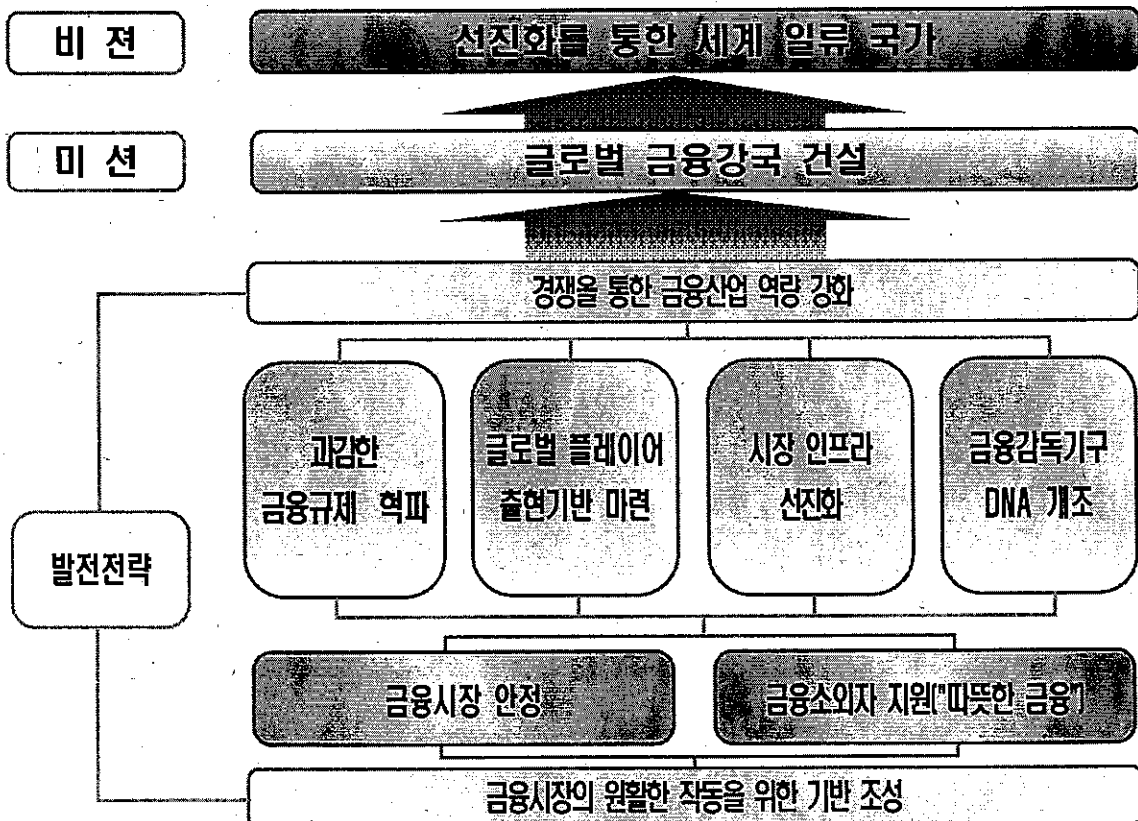 비 젼
선진화를 통한 세계 일류 국가
미 션
글로벌 금융강국 건설
경쟁을 통한 금융산업 역량 강화
과감한
금융규제 혁파
글로벌 플레이어
출현기반 마련
시장 인프라
선진화
금융감독기구
DNA 개조
발전전략
금융시장 안정
금융소외자 지원("따뜻한 금융")
금융시장의 원활한 작동을 위한 기반 조성